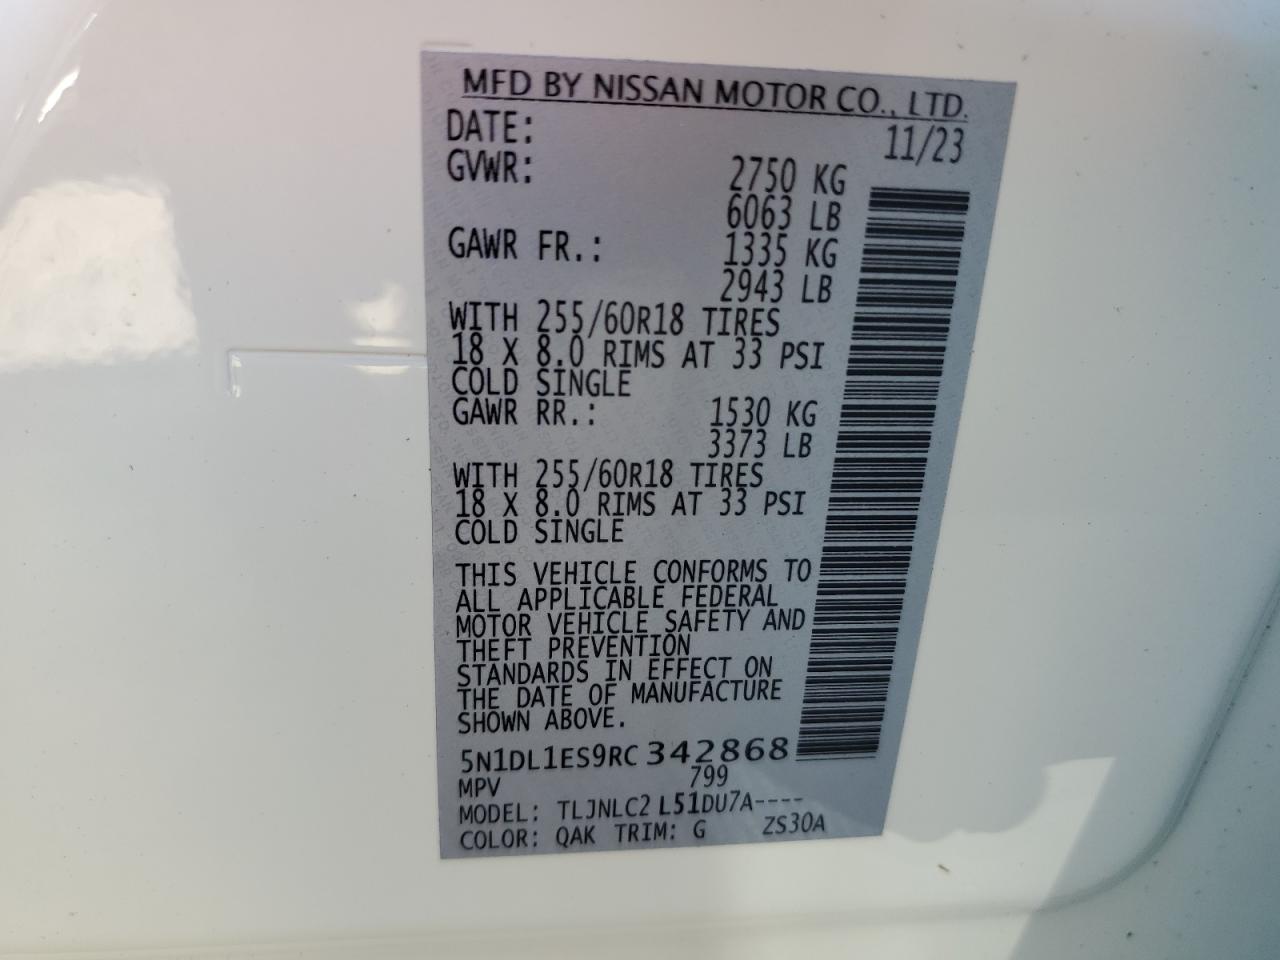 MFD BY NISSAN MOTOR CO., LTD.
DATE: 11/23
GVWR: 2750 KG
6063 LB
GAWR FR.: 1335 KG
2943 LB
WITH 255/60R18 TIRES
18 X 8.0 RIMS AT 33 PSI
COLD SINGLE
GAWR RR.: 1530 KG
3373 LB
WITH 255/60R18 TIRES
18 X 8.0 RIMS AT 33 PSI
COLD SINGLE
THIS VEHICLE CONFORMS TO
ALL APPLICABLE FEDERAL
MOTOR VEHICLE SAFETY AND
THEFT PREVENTION
STANDARDS IN EFFECT ON
THE DATE OF MANUFACTURE
SHOWN ABOVE.
5N1DL1ES9RC342868
MPV 799
MODEL: TLJNLC2 L51DU7A----
COLOR: QAK TRIM: G ZS30A